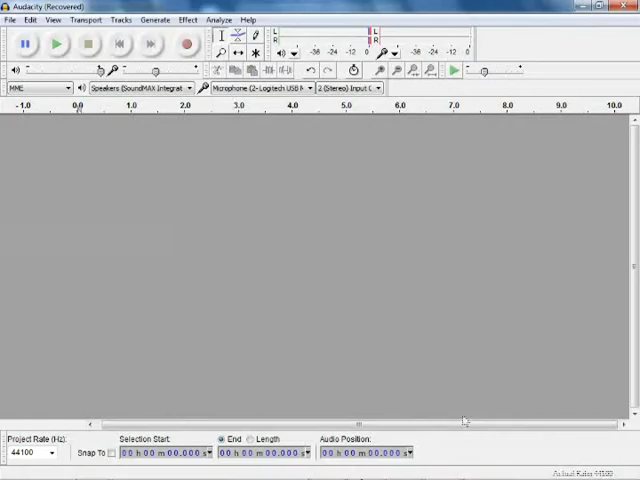 Audacity (Recovered)
File Edit View Transport Tracks Generate Effect Analyze Help
L
R
-36 -24 -12 0
L
R
-36 -24 -12 0
MME
Speakers (SoundMAX Integrat
Microphone (2- Logitech USB M
2 (Stereo) Input C
-1.0 0.0 1.0 2.0 3.0 4.0 5.0 6.0 7.0 8.0 9.0 10.0
Project Rate (Hz):
Selection Start:
End
Length
Audio Position:
44100
Snap To
00 h 00 m 00.000 s
00 h 00 m 00.000 s
00 h 00 m 00.000 s
Actual Rate: 44100